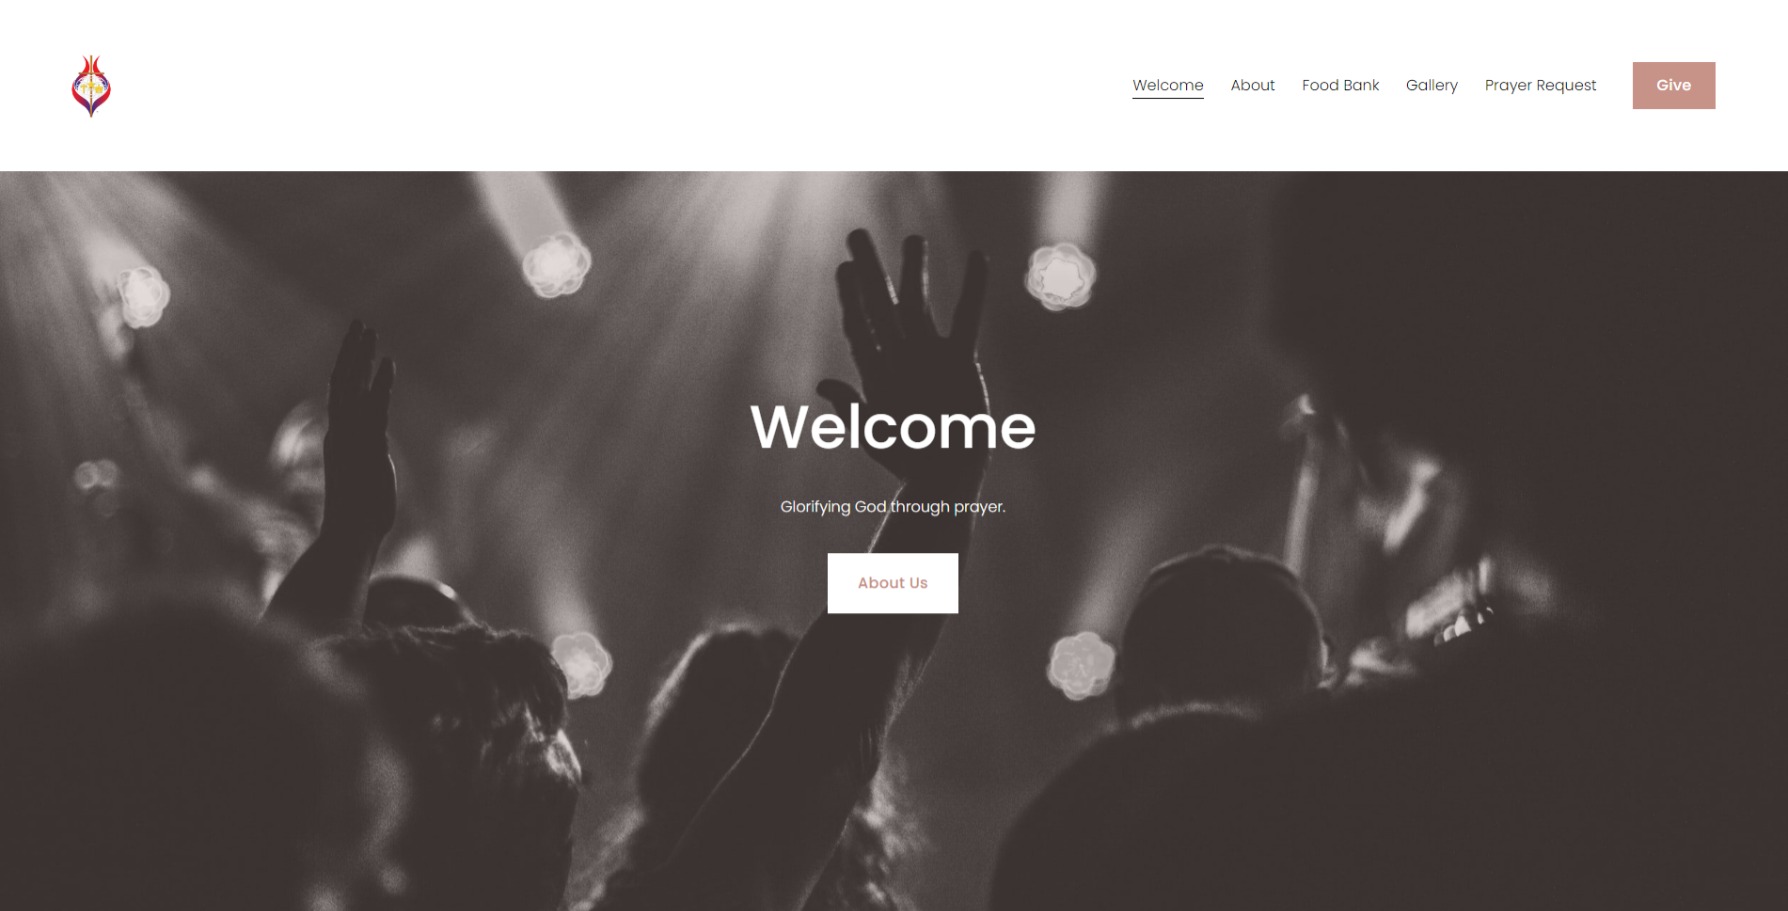 Welcome About Food Bank Gallery Prayer Request Give
Welcome
Glorifying God through prayer.
About Us